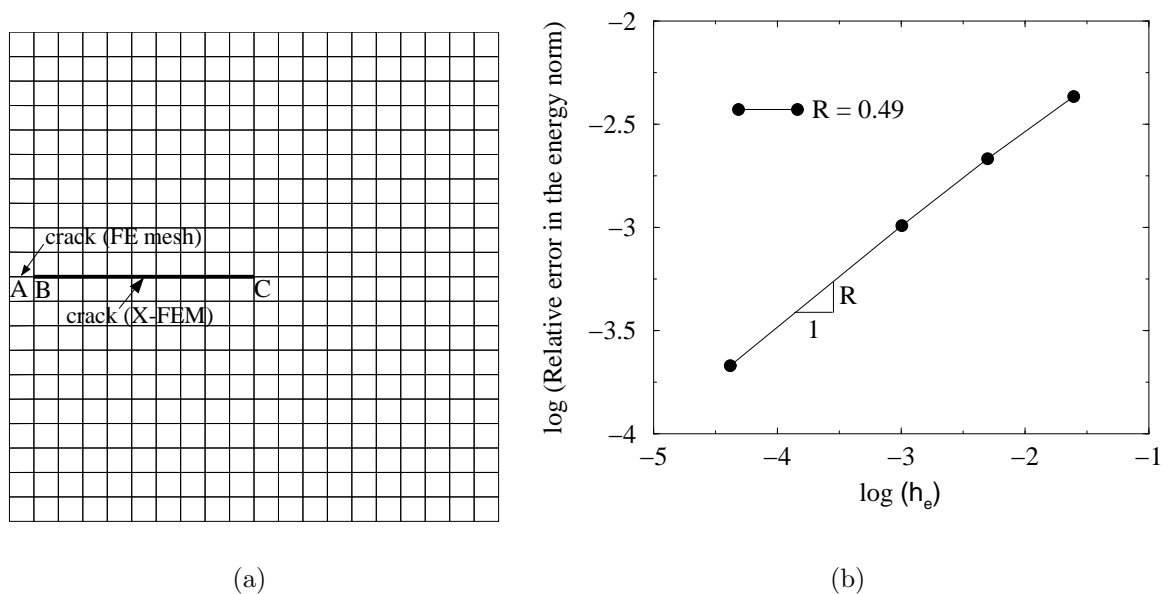 crack (FE mesh)
A B C
crack (X-FEM)
(a)
log (Relative error in the energy norm)
−2
−2.5
−3
−3.5
−4
R = 0.49
R
1
−5 −4 −3 −2 −1
log (hₑ)
(b)